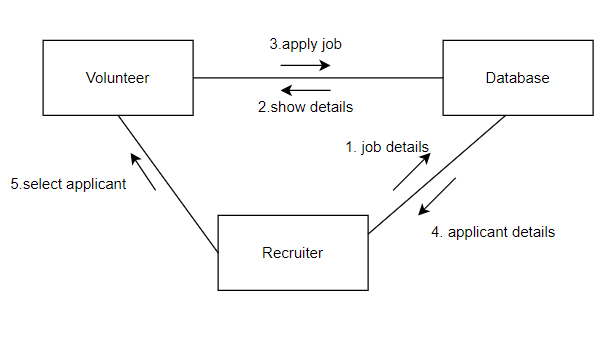 3.apply job
Volunteer
Database
2.show details
1. job details
5.select applicant
4. applicant details
Recruiter